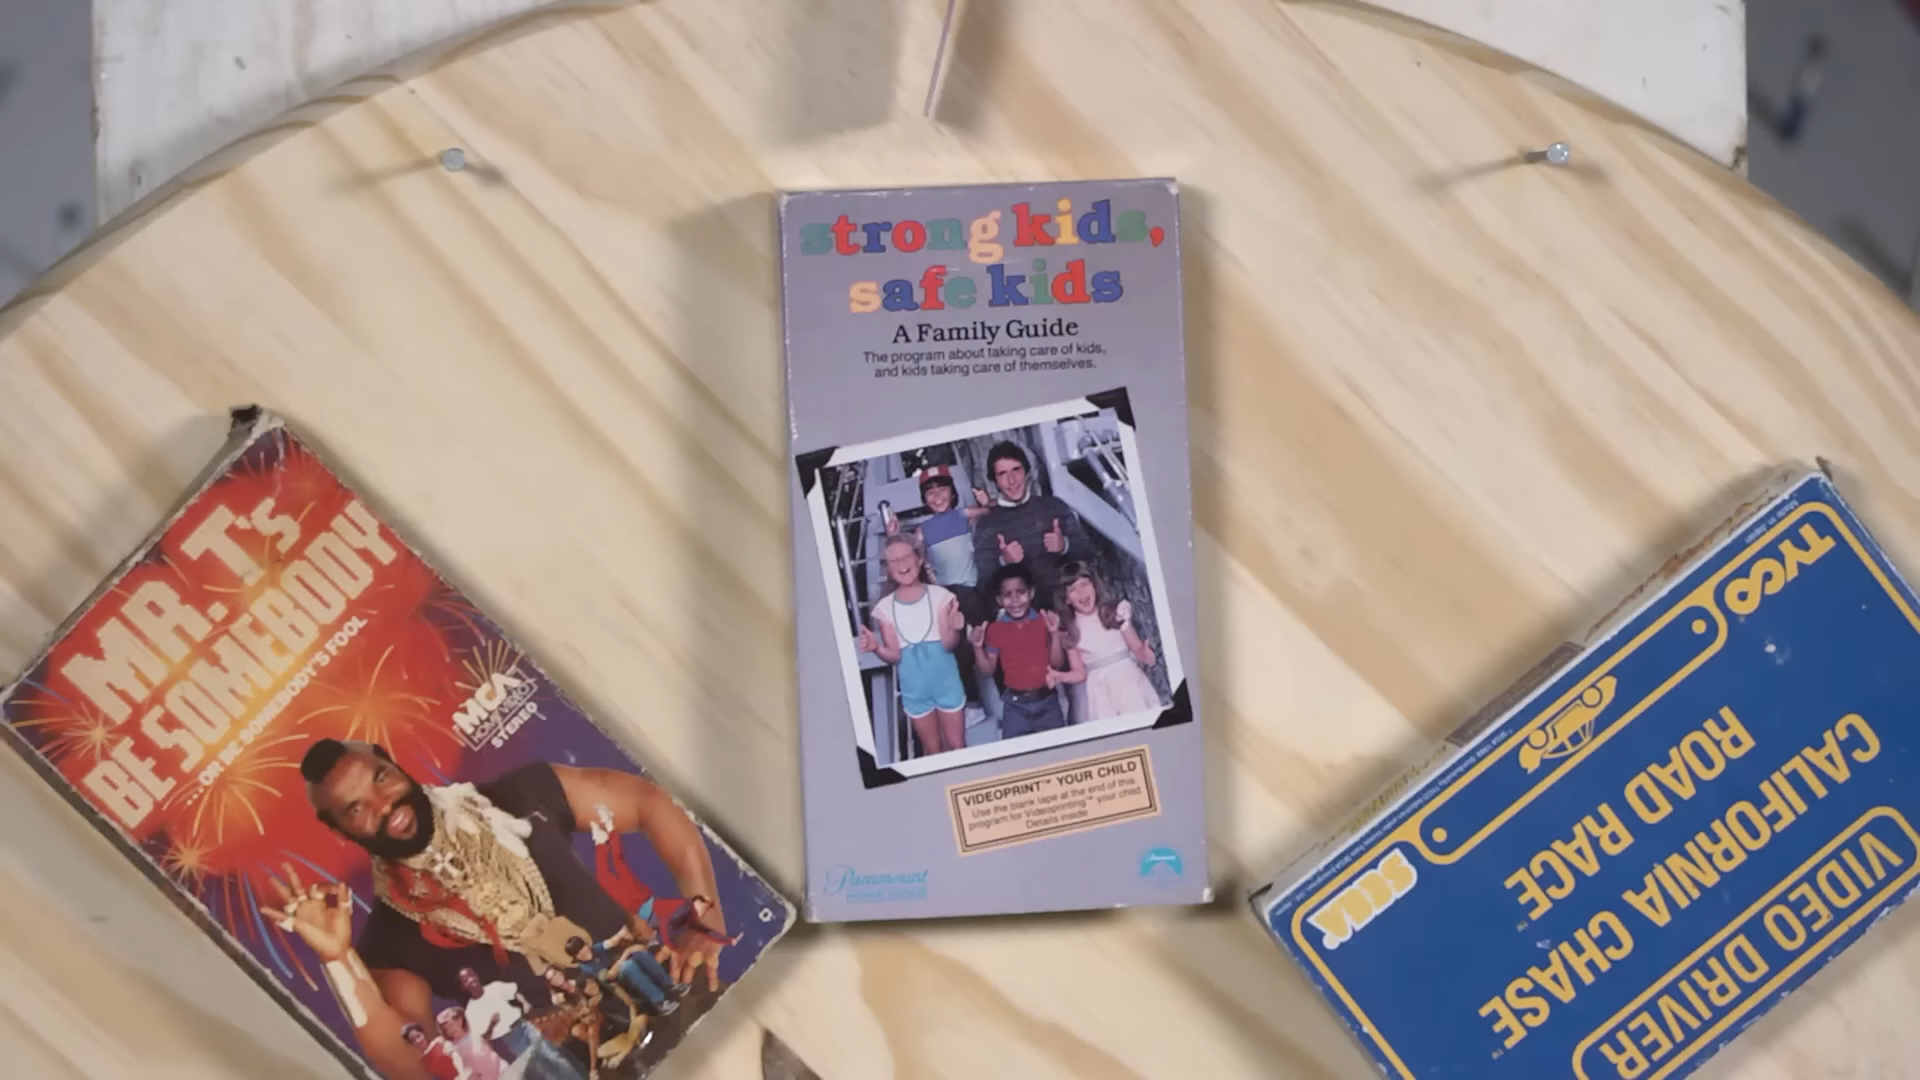 strong kids,
safe kids
A Family Guide
The program about taking care of kids,
and kids taking care of themselves.
VIDEOPRINT™ YOUR CHILD
Use the blank tape at the end of this
program for Videoprinting™ your child
Details inside
Paramount
MR. T's
BE SOMEBODY
...OR BE SOMEBODY'S FOOL
MCA
HOME VIDEO
STEREO
TYCO
SEGA
VIDEO DRIVER
CALIFORNIA CHASE™
ROAD RACE™